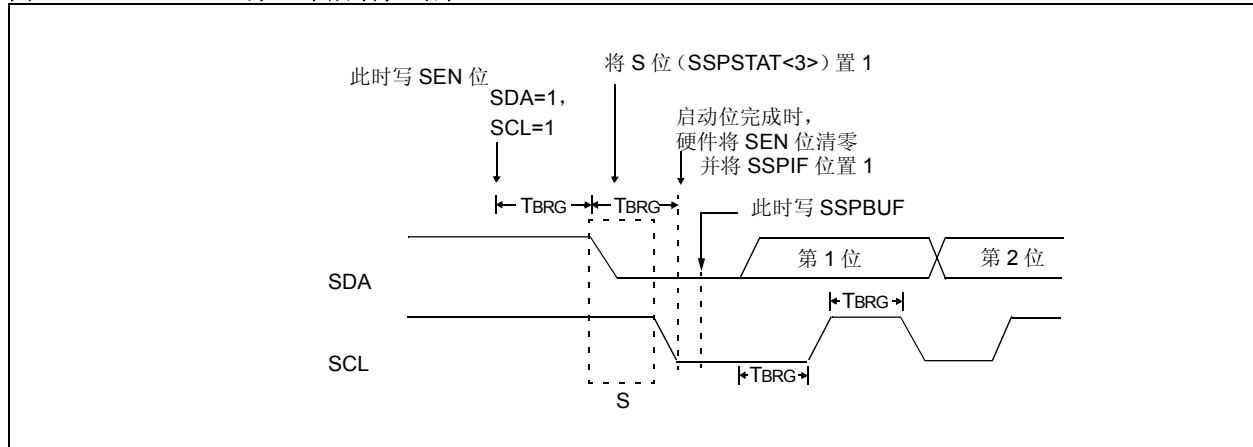 此时写 SEN 位
SDA=1，
SCL=1
将 S 位（SSPSTAT<3>）置 1
启动位完成时，
硬件将 SEN 位清零
并将 SSPIF 位置 1
TBRG
TBRG
此时写 SSPBUF
SDA
第 1 位
第 2 位
TBRG
SCL
TBRG
S